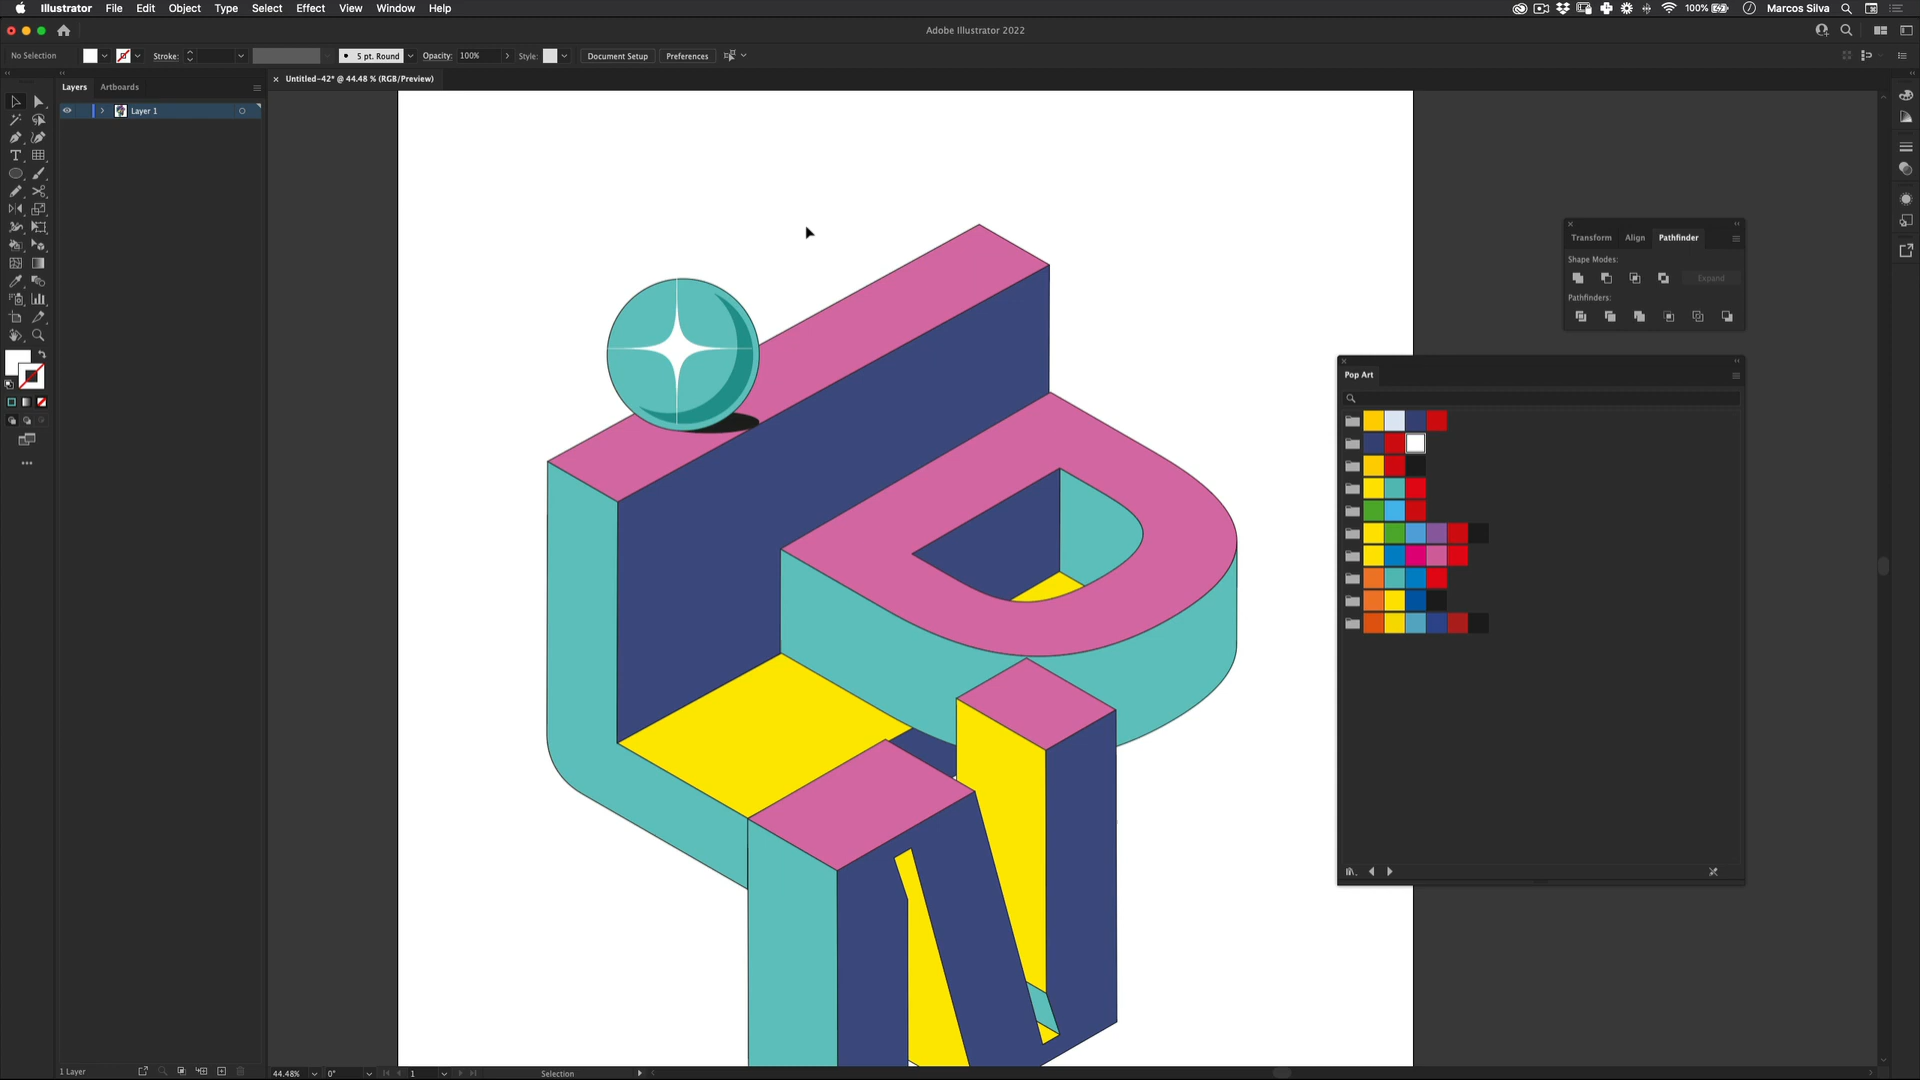 Illustrator File Edit Object Type Select Effect View Window Help 100% Marcos Silva
Adobe Illustrator 2022
No Selection Stroke: 5 pt. Round Opacity: 100% Style: Document Setup Preferences
Untitled-42* @ 44.48 % (RGB/Preview)
Layers Artboards
Layer 1
Transform Align Pathfinder
Shape Modes:
Expand
Pathfinders:
Pop Art
1 Layer
44.48% 0° 1 Selection